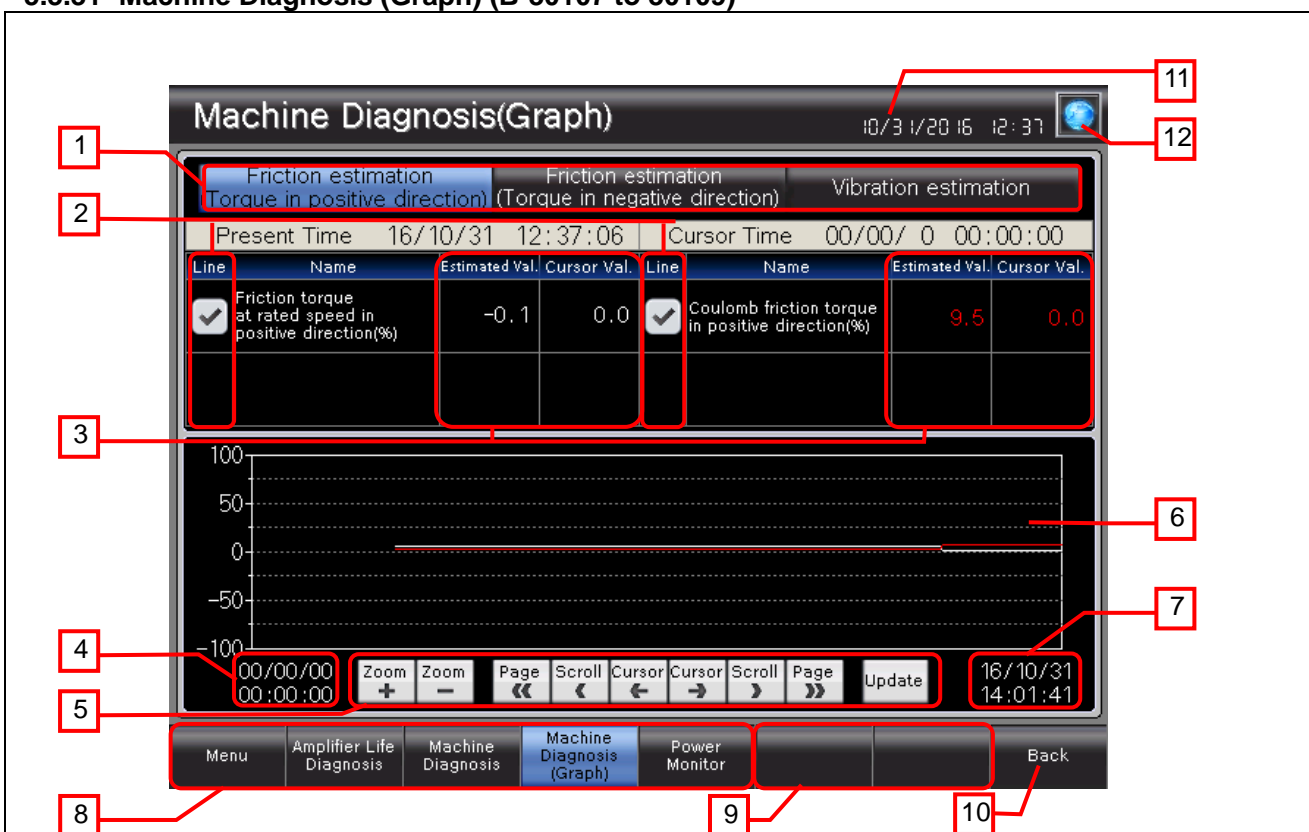 Machine Diagnosis (Graph)
11
Machine Diagnosis(Graph)
10/31/2016 12:37
12
1
Friction estimation
(Torque in positive direction)
Friction estimation
(Torque in negative direction)
Vibration estimation
2
Present Time 16/10/31 12:37:06
Cursor Time 00/00/ 0 00:00:00
Line Name Estimated Val. Cursor Val. Line Name Estimated Val. Cursor Val.
Friction torque
at rated speed in
positive direction(%)
-0.1 0.0
Coulomb friction torque
in positive direction(%)
9.5 0.0
3
100
50
0
-50
-100
6
7
4
00/00/00
00:00:00
Zoom +
Zoom −
Page «
Scroll ‹
Cursor ←
Cursor →
Scroll ›
Page »
Update
16/10/31
14:01:41
5
Menu
Amplifier Life
Diagnosis
Machine
Diagnosis
Machine
Diagnosis
(Graph)
Power
Monitor
Back
8
9
10